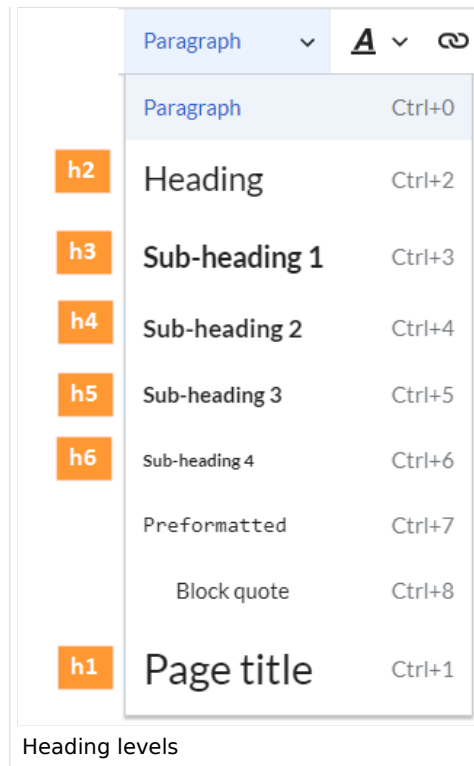 Paragraph A
Paragraph Ctrl+0
h2 Heading Ctrl+2
h3 Sub-heading 1 Ctrl+3
h4 Sub-heading 2 Ctrl+4
h5 Sub-heading 3 Ctrl+5
h6 Sub-heading 4 Ctrl+6
Preformatted Ctrl+7
Block quote Ctrl+8
h1 Page title Ctrl+1
Heading levels